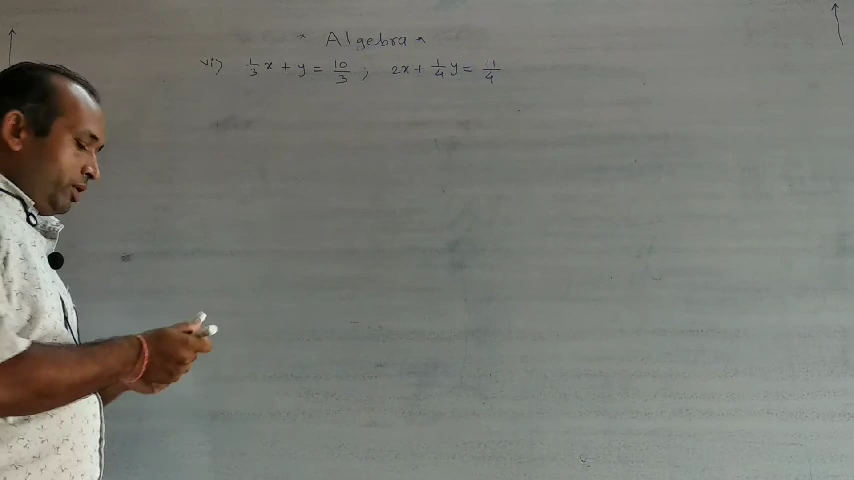 * Algebra *
vi) 1/3 x + y = 10/3 ; 2x + 1/4 y = 11/4